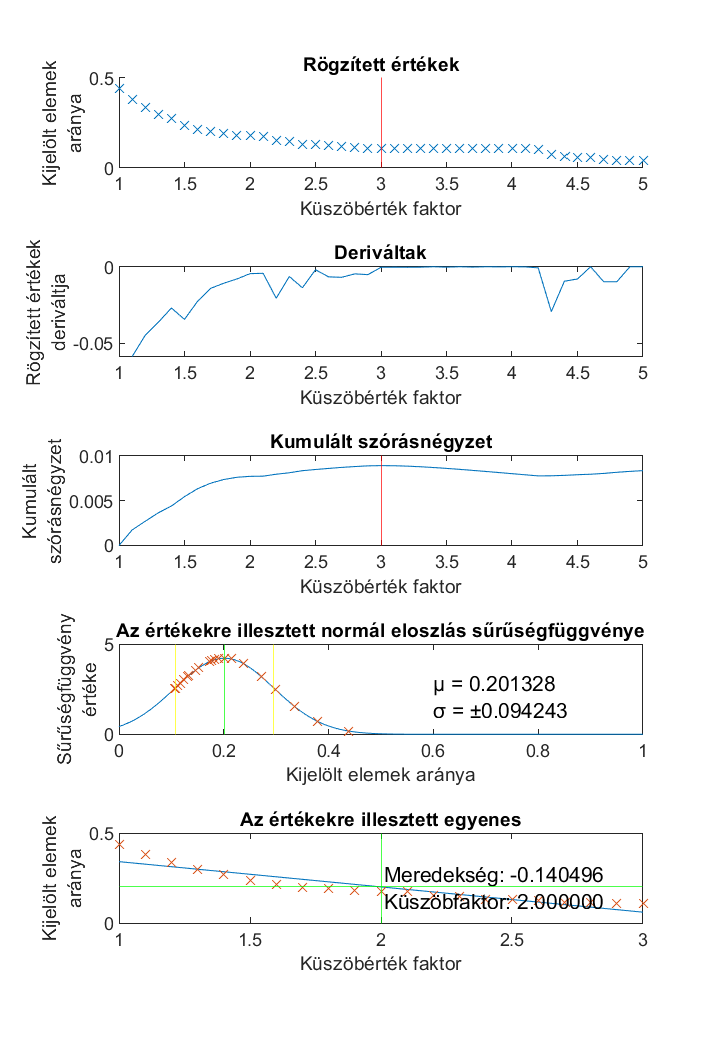 Rögzített értékek
Kijelölt elemek
aránya
0.5
0
1 1.5 2 2.5 3 3.5 4 4.5 5
Küszöbérték faktor
Deriváltak
Rögzített értékek
deriváltja
0
-0.05
1 1.5 2 2.5 3 3.5 4 4.5 5
Küszöbérték faktor
Kumulált szórásnégyzet
Kumulált
szórásnégyzet
0.01
0.005
0
1 1.5 2 2.5 3 3.5 4 4.5 5
Küszöbérték faktor
Az értékekre illesztett normál eloszlás sűrűségfüggvénye
Sűrűségfüggvény
értéke
5
0
μ = 0.201328
σ = ±0.094243
0 0.2 0.4 0.6 0.8 1
Kijelölt elemek aránya
Az értékekre illesztett egyenes
Kijelölt elemek
aránya
0.5
0
Meredekség: -0.140496
Küszöbfaktor: 2.000000
1 1.5 2 2.5 3
Küszöbérték faktor